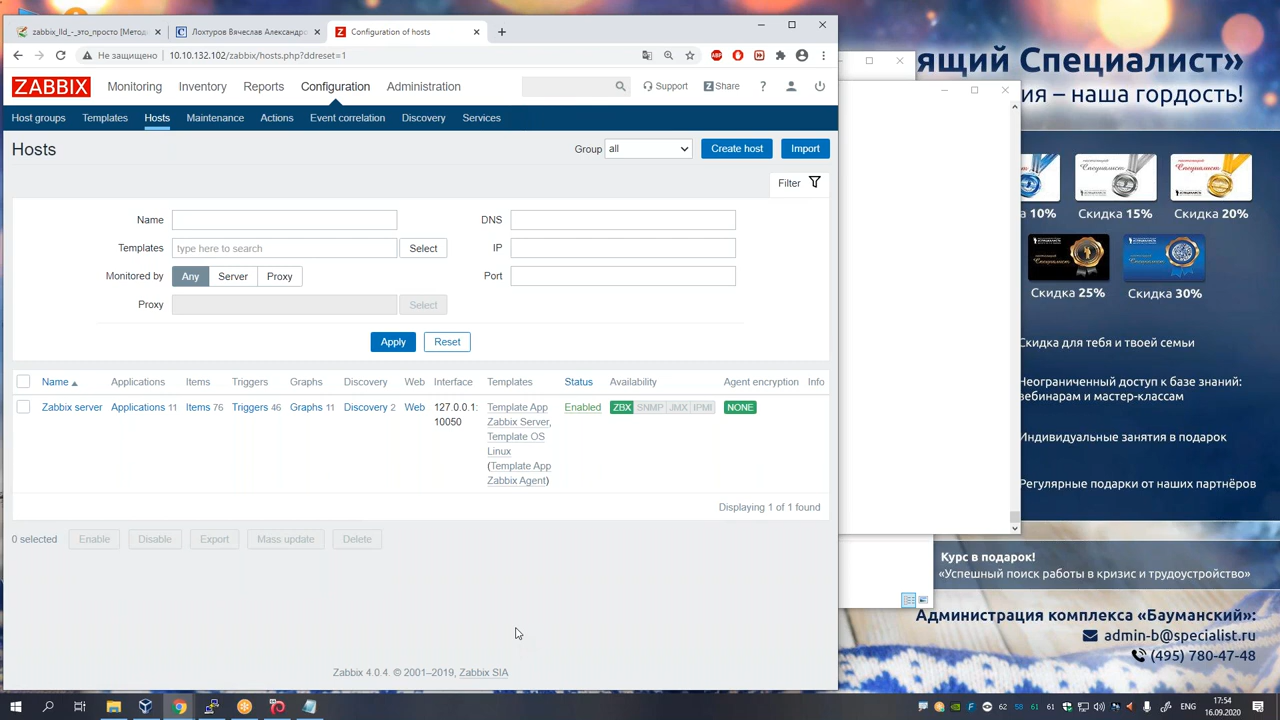 zabbix_lld_-_это_просто [Метод
Лохтуров Вячеслав Александро
Configuration of hosts
Не защищено
10.10.132.102/zabbix/hosts.php?ddreset=1
ABP
ZABBIX
Monitoring Inventory Reports Configuration Administration
Support
Share
?
Host groups Templates Hosts Maintenance Actions Event correlation Discovery Services
Hosts
Group all
Create host
Import
Filter
Name
DNS
Templates type here to search Select
IP
Monitored by Any Server Proxy
Port
Proxy Select
Apply Reset
Name Applications Items Triggers Graphs Discovery Web Interface Templates Status Availability Agent encryption Info
Zabbix server Applications 11 Items 76 Triggers 46 Graphs 11 Discovery 2 Web 127.0.0.1: Template App Enabled ZBX SNMP JMX IPMI NONE
10050 Zabbix Server,
Template OS
Linux
(Template App
Zabbix Agent)
Displaying 1 of 1 found
0 selected Enable Disable Export Mass update Delete
Zabbix 4.0.4. © 2001–2019, Zabbix SIA
ящий Специалист»
ия – наша гордость!
а 10% Скидка 15% Скидка 20%
Скидка 25% Скидка 30%
Скидка для тебя и твоей семьи
Неограниченный доступ к базе знаний:
вебинарам и мастер-классам
Индивидуальные занятия в подарок
Регулярные подарки от наших партнёров
Курс в подарок!
«Успешный поиск работы в кризис и трудоустройство»
Администрация комплекса «Бауманский»:
admin-b@specialist.ru
(495) 780-47-48
62 58 61 61
ENG
17:54
16.09.2020